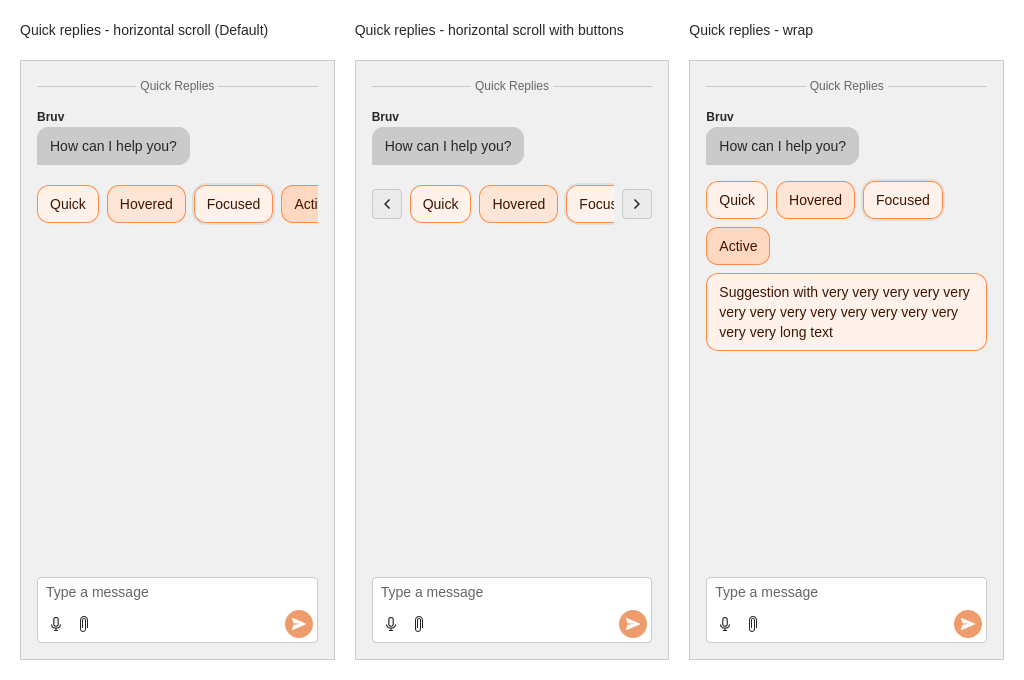 Quick replies - horizontal scroll (Default)
Quick Replies
Bruv
How can I help you?
Quick Hovered Focused Acti
Type a message
Quick replies - horizontal scroll with buttons
Quick Replies
Bruv
How can I help you?
Quick Hovered Focus
Type a message
Quick replies - wrap
Quick Replies
Bruv
How can I help you?
Quick Hovered Focused
Active
Suggestion with very very very very very
very very very very very very very very
very very long text
Type a message